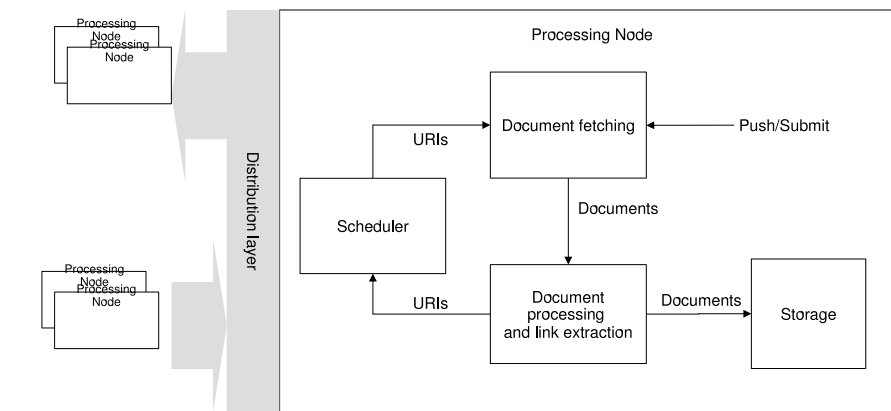 Processing
Node
Processing
Node
Processing Node
Document fetching
Push/Submit
URIs
Distribution layer
Documents
Scheduler
Processing
Node
Processing
Node
URIs
Document
processing
and link extraction
Documents
Storage